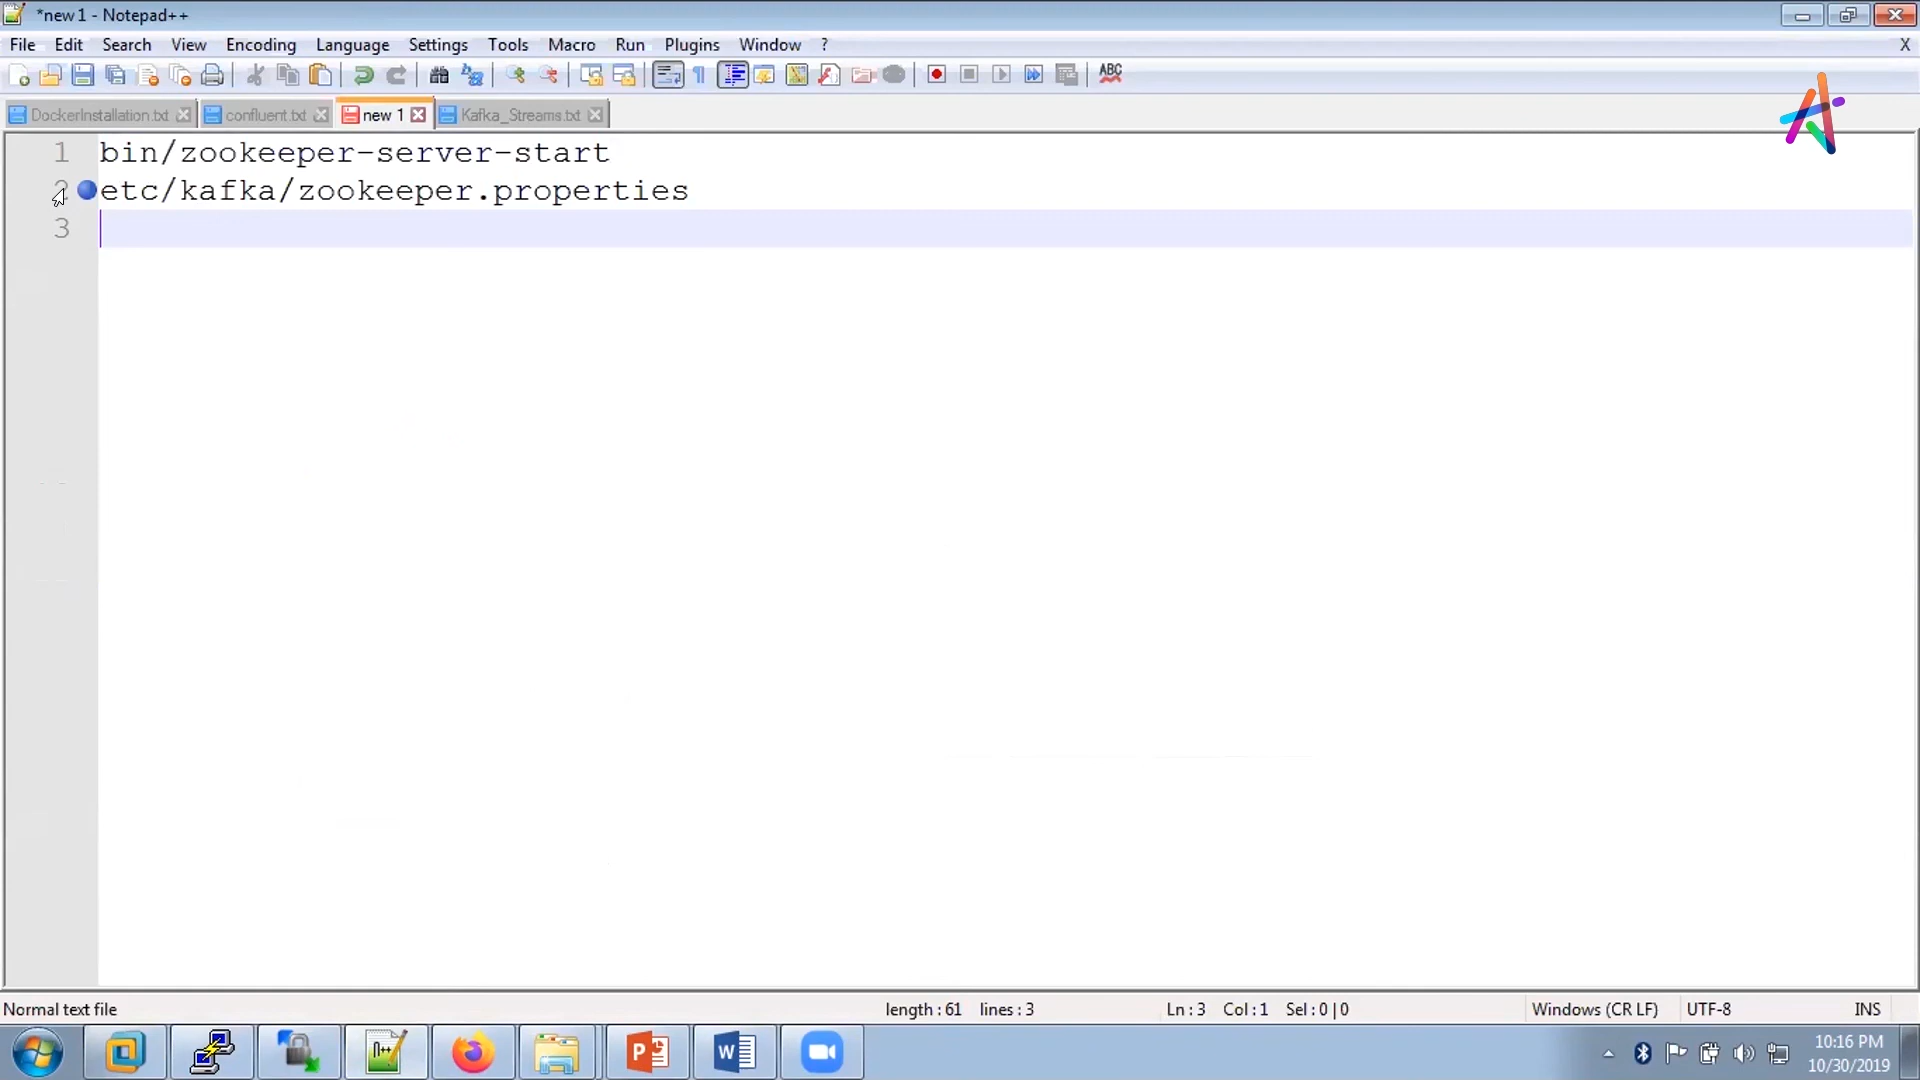 *new 1 - Notepad++
File Edit Search View Encoding Language Settings Tools Macro Run Plugins Window ? X
ABC
DockerInstallation.txt confluent.txt new 1 Kafka_Streams.txt
1 bin/zookeeper-server-start
2 etc/kafka/zookeeper.properties
3
Normal text file length : 61 lines : 3 Ln : 3 Col : 1 Sel : 0 | 0 Windows (CR LF) UTF-8 INS
10:16 PM
10/30/2019